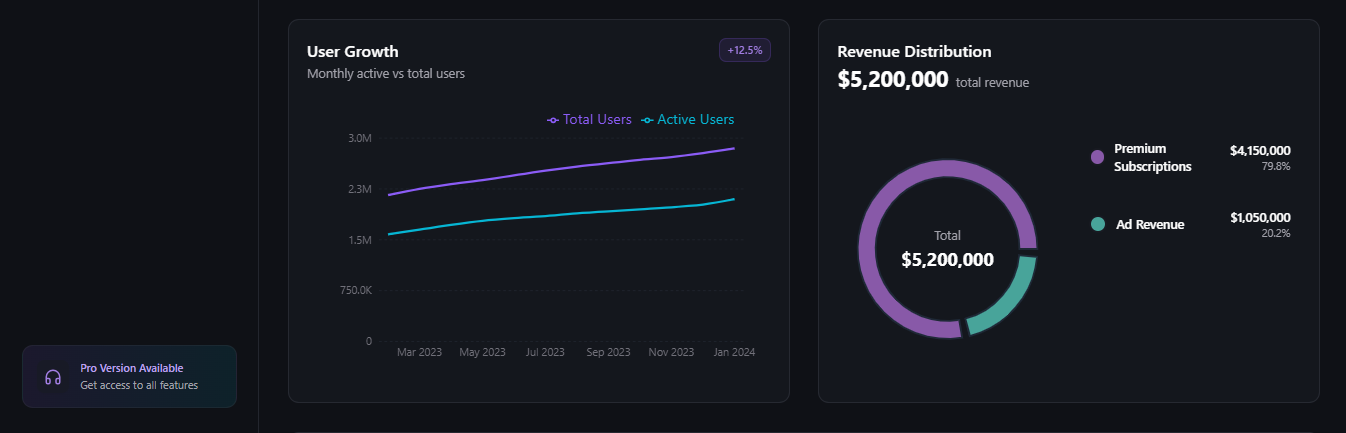 User Growth
+12.5%
Monthly active vs total users
Total Users
Active Users
3.0M
2.3M
1.5M
750.0K
0
Mar 2023
May 2023
Jul 2023
Sep 2023
Nov 2023
Jan 2024
Revenue Distribution
$5,200,000 total revenue
Total
$5,200,000
Premium
Subscriptions
$4,150,000
79.8%
Ad Revenue
$1,050,000
20.2%
Pro Version Available
Get access to all features